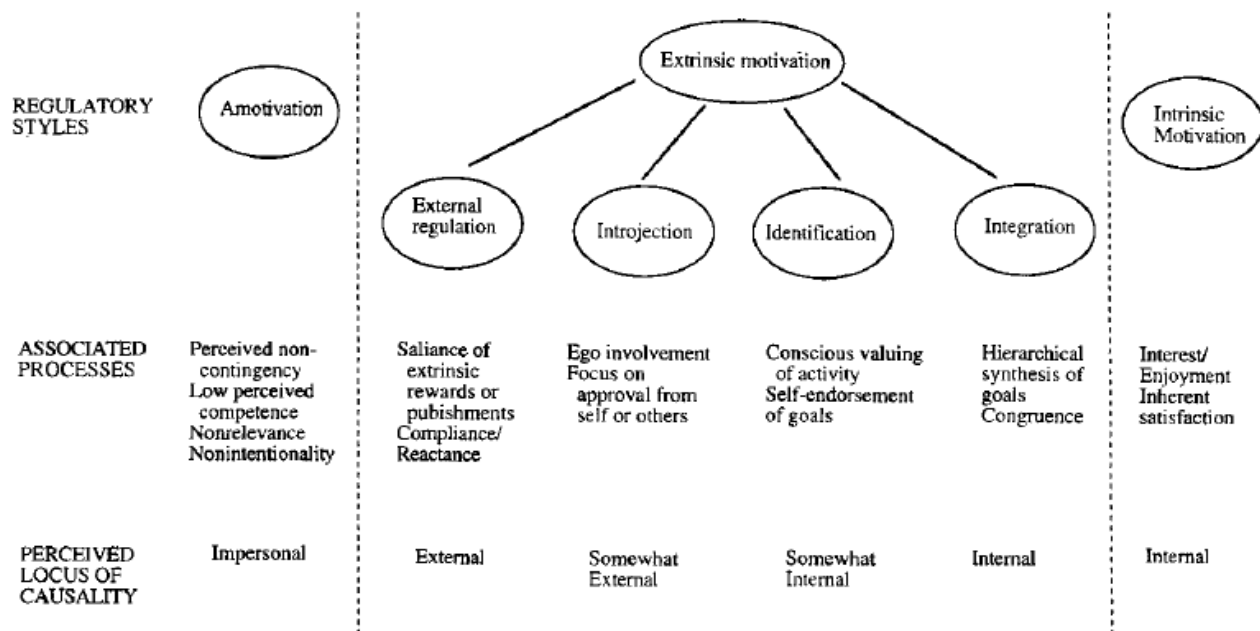 Extrinsic motivation
REGULATORY
STYLES
Amotivation
Intrinsic
Motivation
External
regulation
Introjection
Identification
Integration
ASSOCIATED
PROCESSES
Perceived non-
contingency
Low perceived
competence
Nonrelevance
Nonintentionality
Saliance of
extrinsic
rewards or
pubishments
Compliance/
Reactance
Ego involvement
Focus on
approval from
self or others
Conscious valuing
of activity
Self-endorsement
of goals
Hierarchical
synthesis of
goals
Congruence
Interest/
Enjoyment
Inherent
satisfaction
PERCEIVED
LOCUS OF
CAUSALITY
Impersonal
External
Somewhat
External
Somewhat
Internal
Internal
Internal